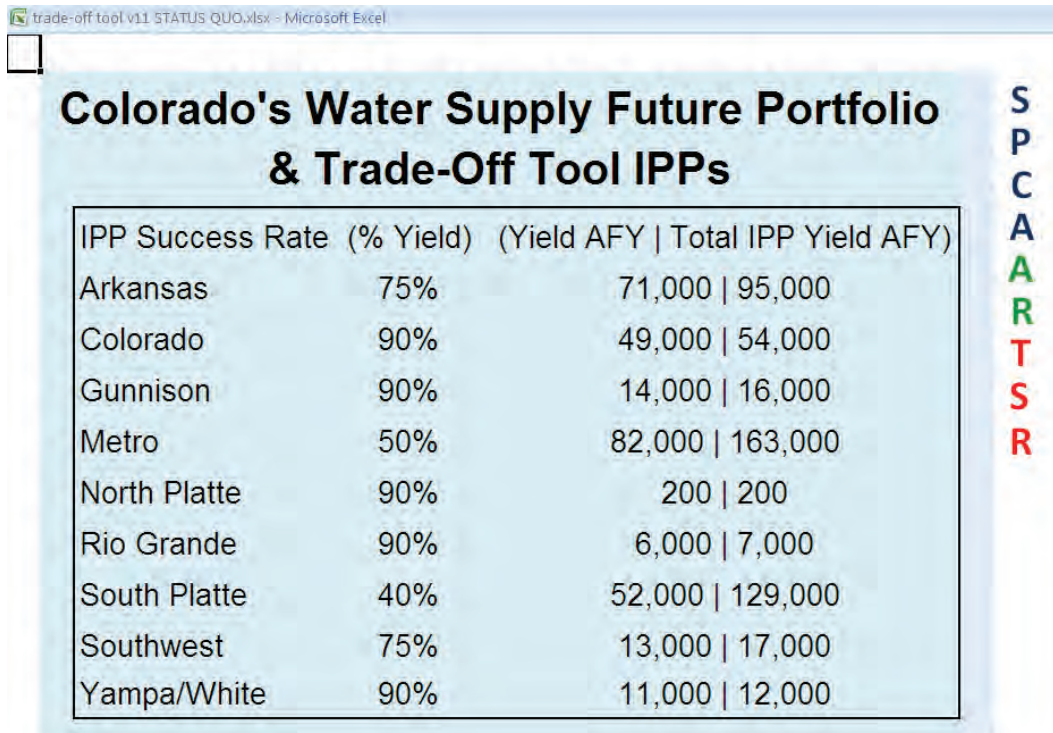 trade-off tool v11 STATUS QUO.xlsx - Microsoft Excel
Colorado's Water Supply Future Portfolio
& Trade-Off Tool IPPs
IPP Success Rate (% Yield) (Yield AFY | Total IPP Yield AFY)
Arkansas 75% 71,000 | 95,000
Colorado 90% 49,000 | 54,000
Gunnison 90% 14,000 | 16,000
Metro 50% 82,000 | 163,000
North Platte 90% 200 | 200
Rio Grande 90% 6,000 | 7,000
South Platte 40% 52,000 | 129,000
Southwest 75% 13,000 | 17,000
Yampa/White 90% 11,000 | 12,000
S
P
C
A
A
R
T
S
R